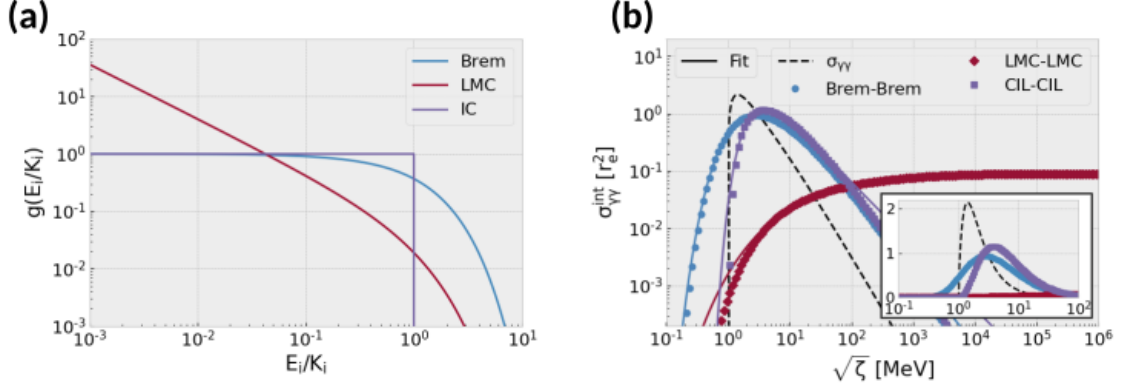 (a)
10²
10¹
10⁰
10⁻¹
10⁻²
10⁻³
g(Eᵢ/Kᵢ)
Brem
LMC
IC
10⁻³ 10⁻² 10⁻¹ 10⁰ 10¹
Eᵢ/Kᵢ
(b)
10¹
10⁰
10⁻¹
10⁻²
10⁻³
σ_γγ^int [r_e²]
Fit
σ_γγ
Brem-Brem
LMC-LMC
CIL-CIL
2
1
0
10⁻¹ 10⁰ 10¹ 10²
10⁻¹ 10⁰ 10¹ 10² 10³ 10⁴ 10⁵ 10⁶
√ζ [MeV]